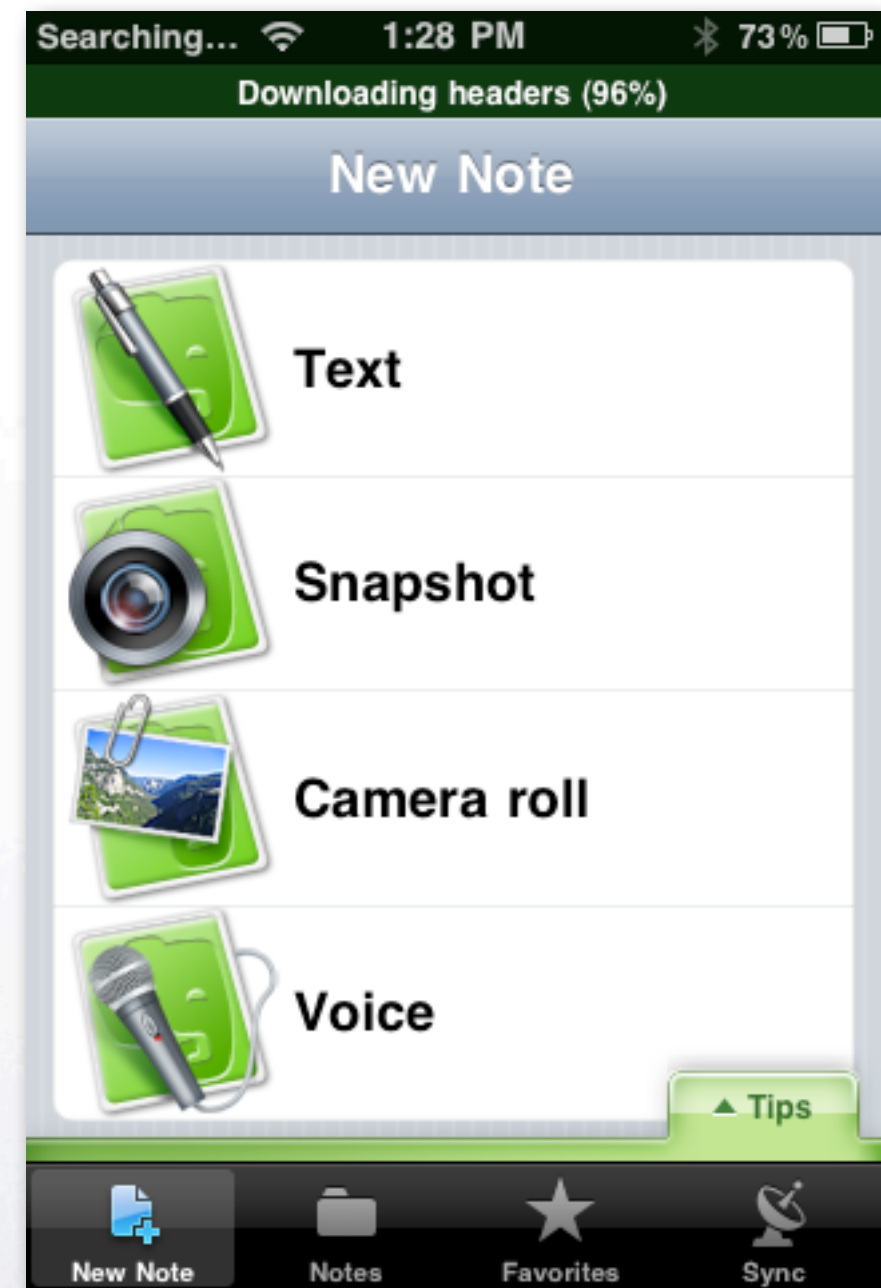 Searching... 1:28 PM 73%
Downloading headers (96%)
New Note
Text
Snapshot
Camera roll
Voice
Tips
New Note Notes Favorites Sync